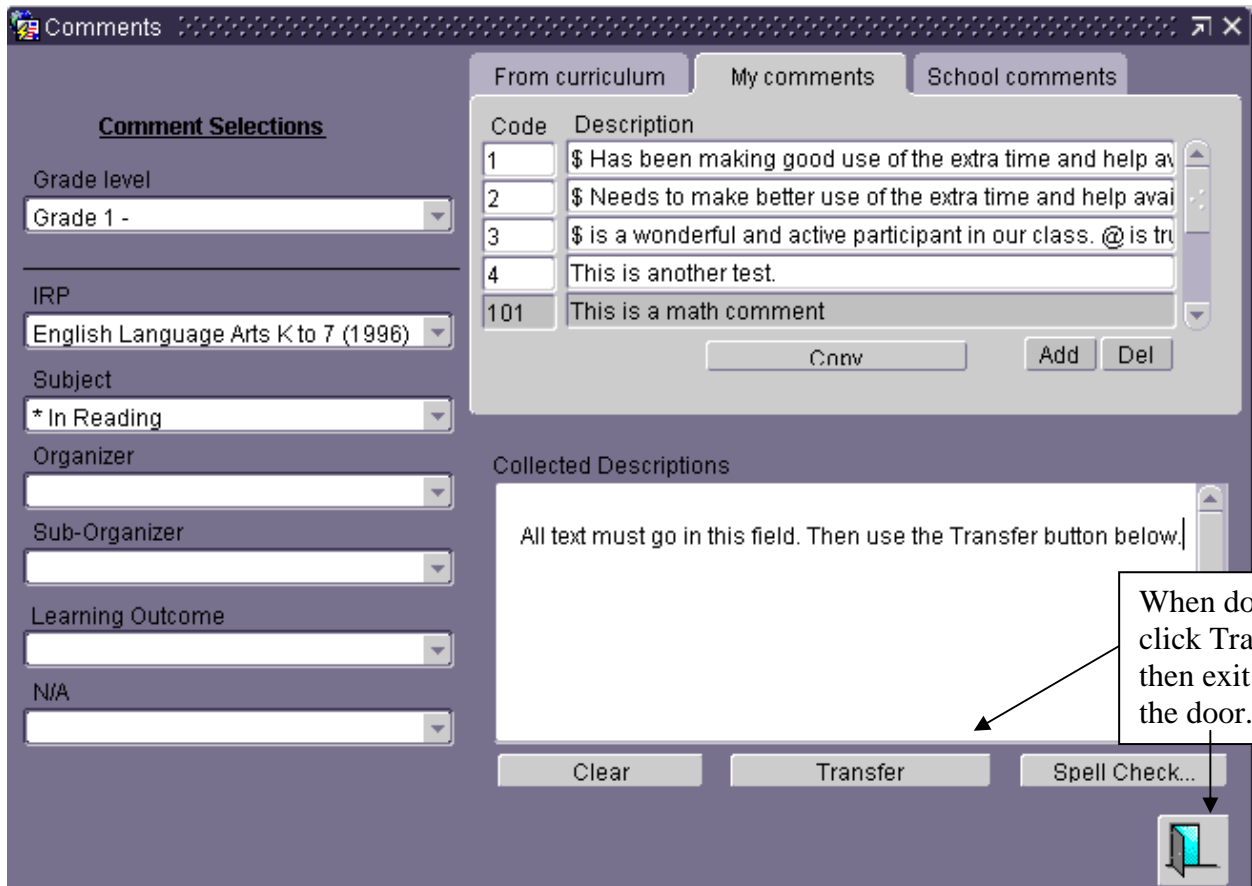 Comments
From curriculum
My comments
School comments
Comment Selections
Code Description
1 $ Has been making good use of the extra time and help av
2 $ Needs to make better use of the extra time and help avai
3 $ is a wonderful and active participant in our class. @ is tru
4 This is another test.
101 This is a math comment
Copy
Add
Del
Grade level
Grade 1 -
IRP
English Language Arts K to 7 (1996)
Subject
* In Reading
Organizer
Sub-Organizer
Learning Outcome
N/A
Collected Descriptions
All text must go in this field. Then use the Transfer button below.
When do
click Tra
then exit
the door.
Clear
Transfer
Spell Check...